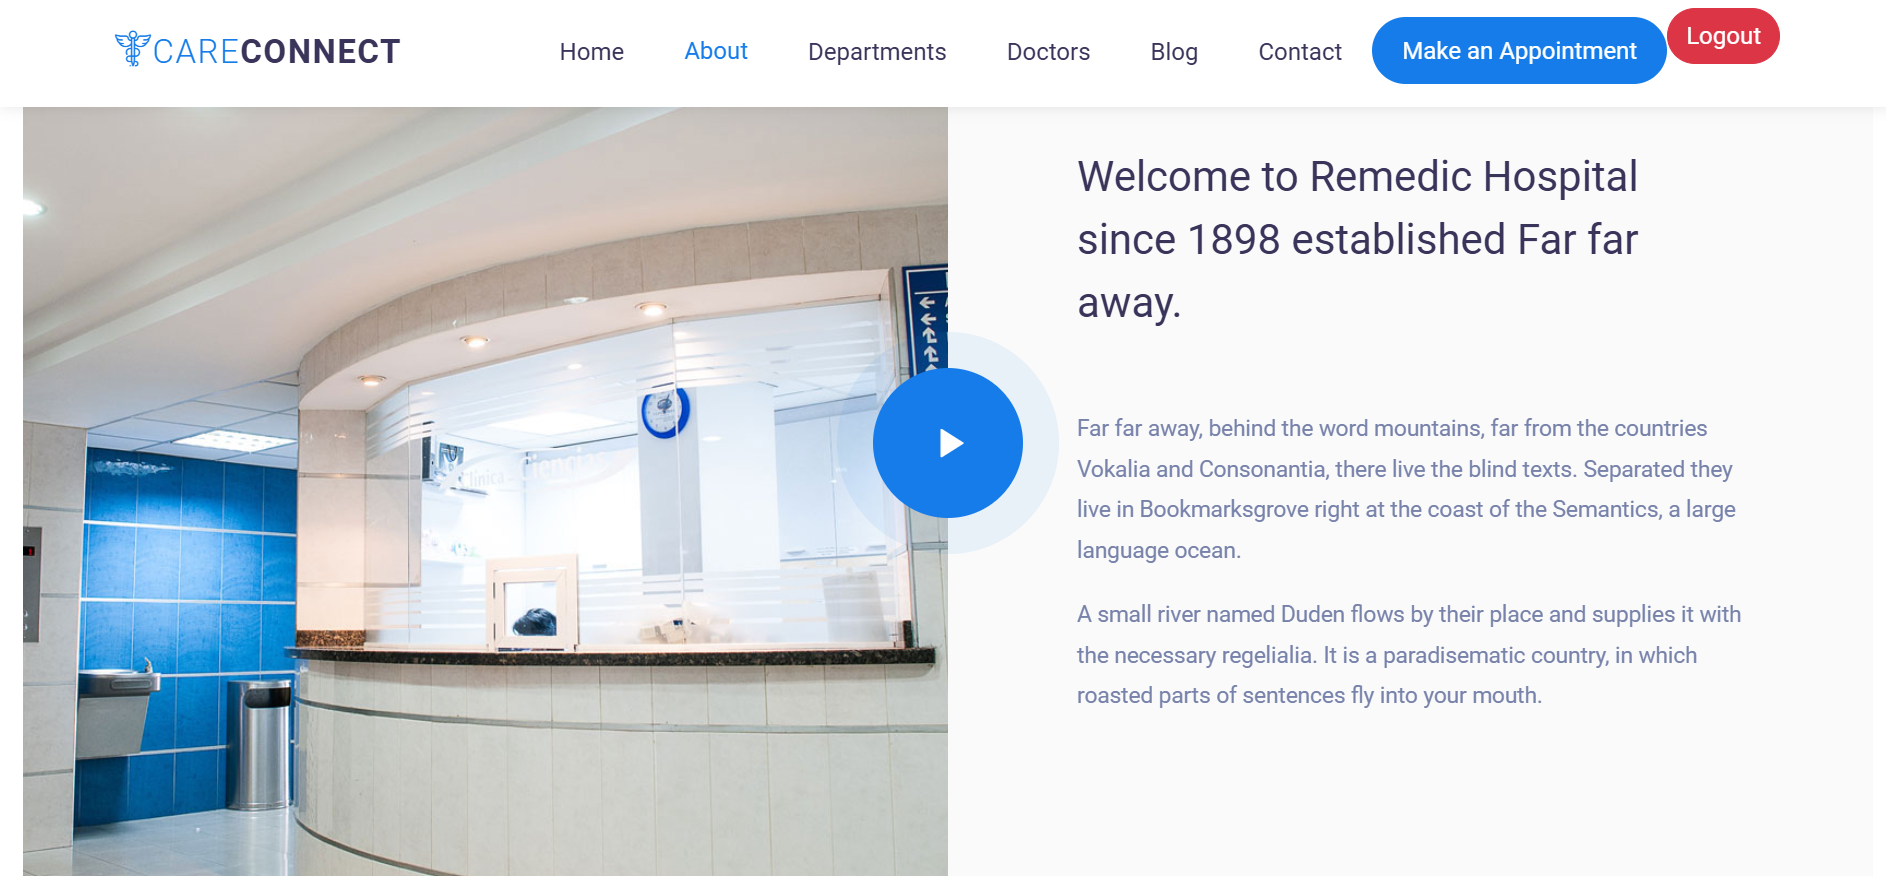 CARECONNECT
Home About Departments Doctors Blog Contact Make an Appointment Logout
Welcome to Remedic Hospital
since 1898 established Far far
away.
Clínica Ciencias
Far far away, behind the word mountains, far from the countries
Vokalia and Consonantia, there live the blind texts. Separated they
live in Bookmarksgrove right at the coast of the Semantics, a large
language ocean.
A small river named Duden flows by their place and supplies it with
the necessary regelialia. It is a paradisematic country, in which
roasted parts of sentences fly into your mouth.